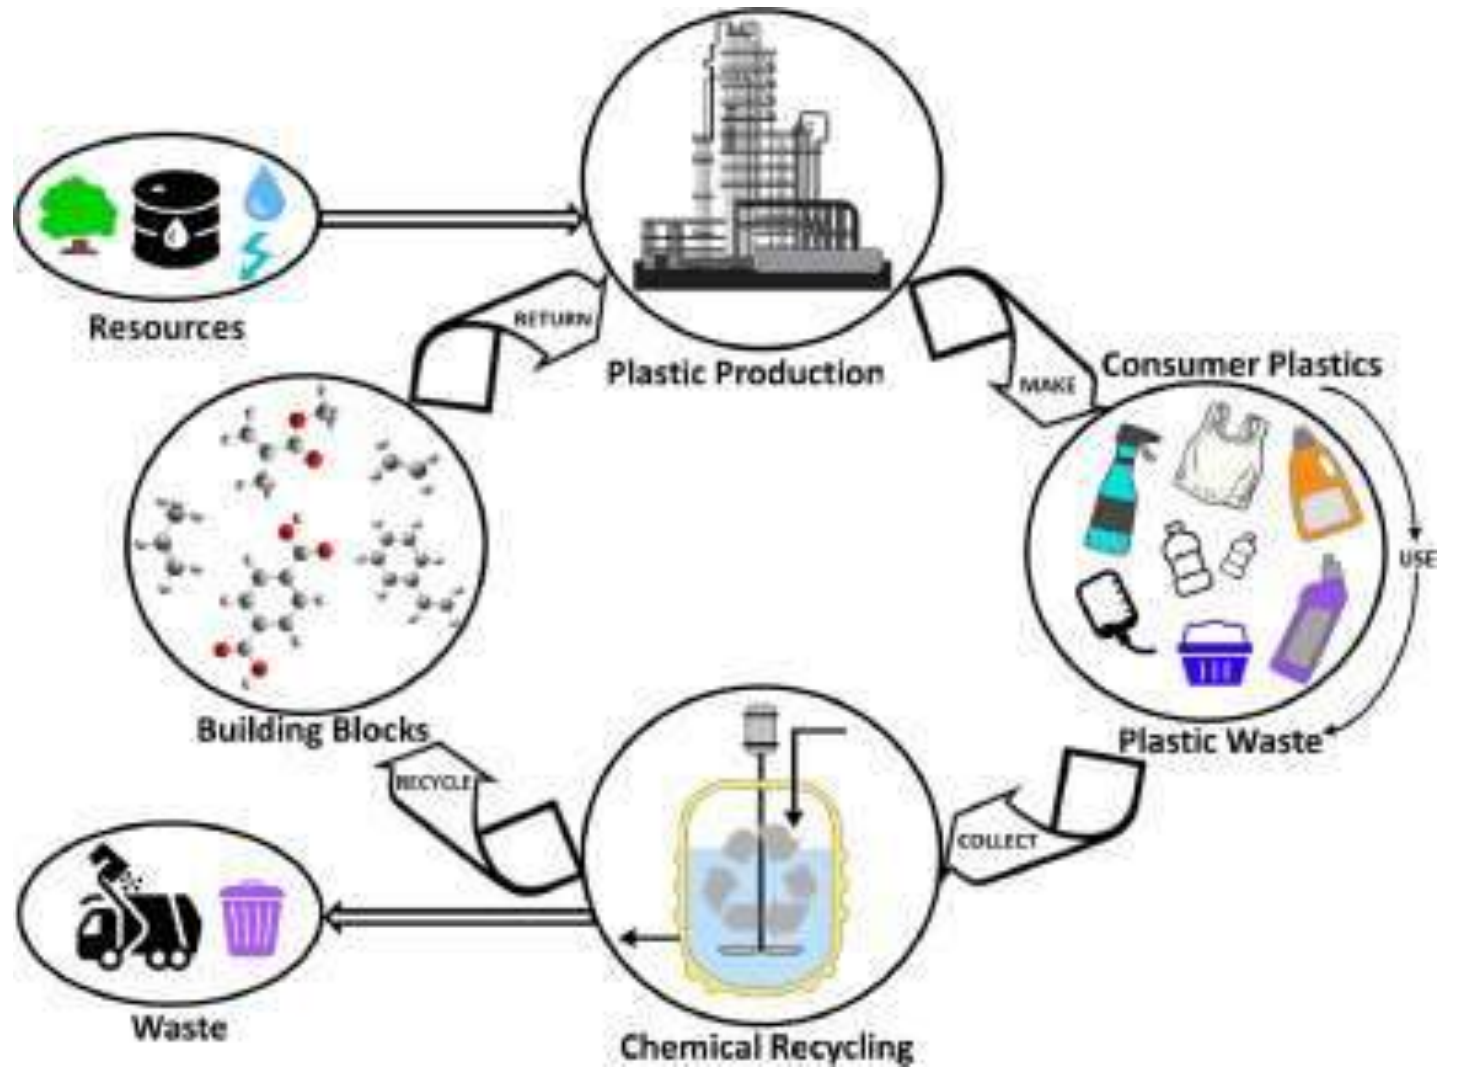 Resources
RETURN
Plastic Production
MAKE
Consumer Plastics
USE
Building Blocks
Plastic Waste
RECYCLE
COLLECT
Waste
Chemical Recycling